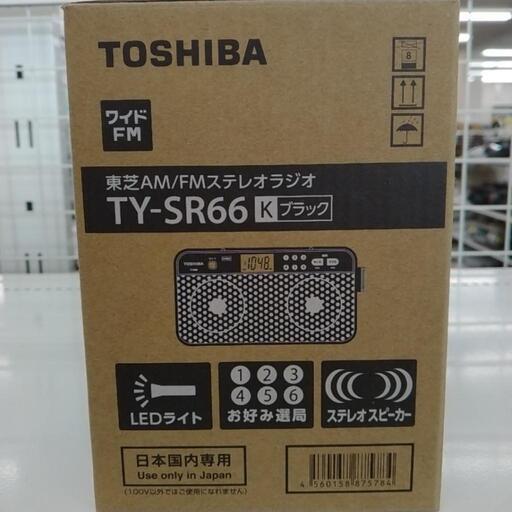 TOSHIBA
8
ワイド
FM
東芝AM/FMステレオラジオ
TY-SR66 K ブラック
TOSHIBA
1048
LEDライト
1 2 3
4 5 6
お好み選局
ステレオスピーカー
日本国内専用
Use only in Japan
(100V以外ではご使用になれません)
4 560158 875784